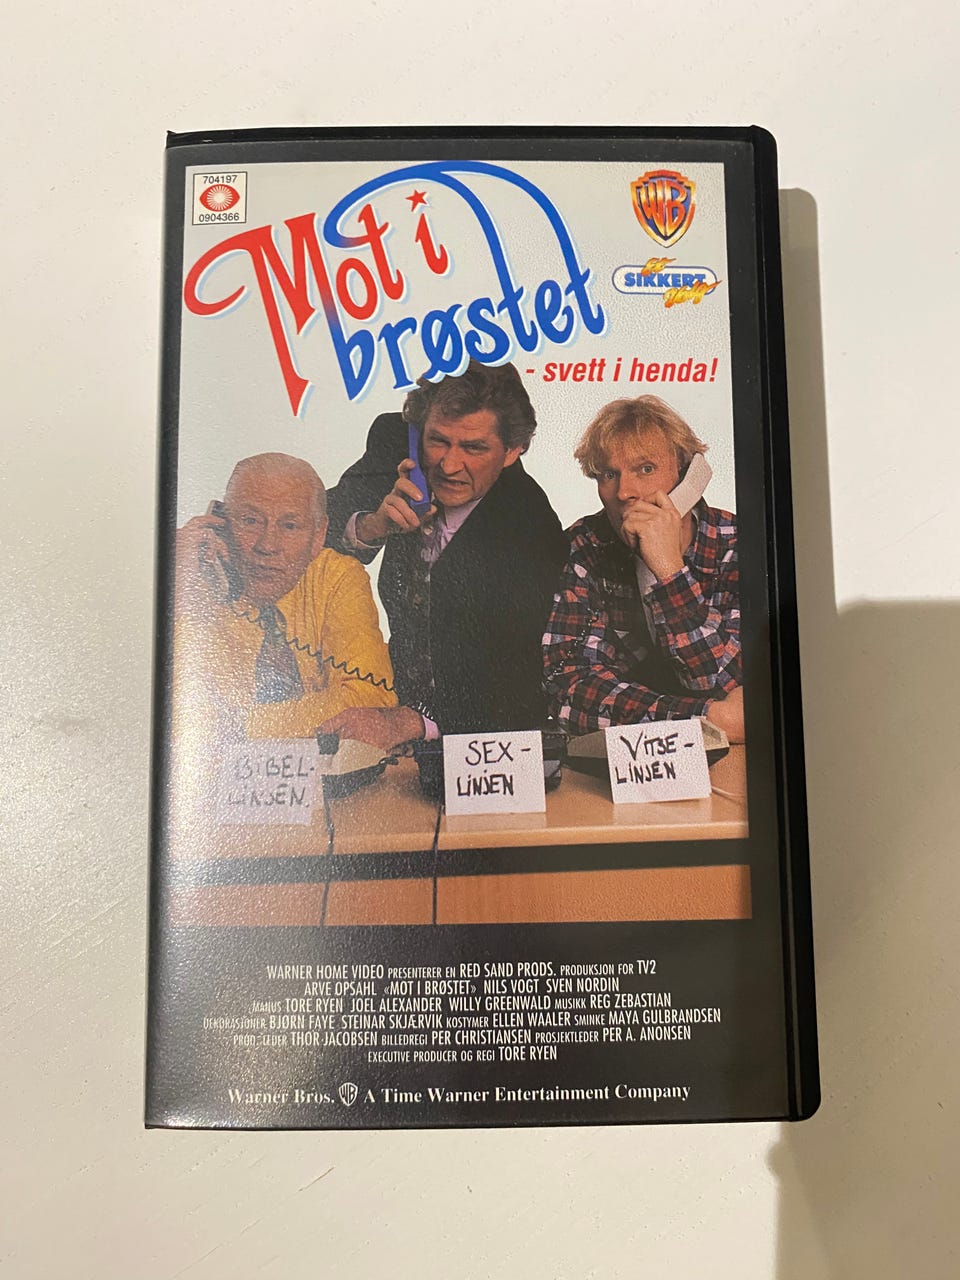 704197
0904366
Mot i
brøstet
- svett i henda!
WB
Et
SIKKERT
Valg
BIBEL-
LINJEN.
SEX-
LINJEN
VITSE-
LINJEN
WARNER HOME VIDEO PRESENTERER EN RED SAND PRODS. PRODUKSJON FOR TV2
ARVE OPSAHL «MOT I BRØSTET» NILS VOGT SVEN NORDIN
MANUS TORE RYEN JOEL ALEXANDER WILLY GREENWALD MUSIKK REG ZEBASTIAN
DEKORASJONER BJØRN FAYE STEINAR SKJÆRVIK KOSTYMER ELLEN WAALER SMINKE MAYA GULBRANDSEN
PROD. LEDER THOR JACOBSEN BILLEDREGI PER CHRISTIANSEN PROSJEKTLEDER PER A. ANONSEN
EXECUTIVE PRODUCER OG REGI TORE RYEN
Warner Bros. WB A Time Warner Entertainment Company